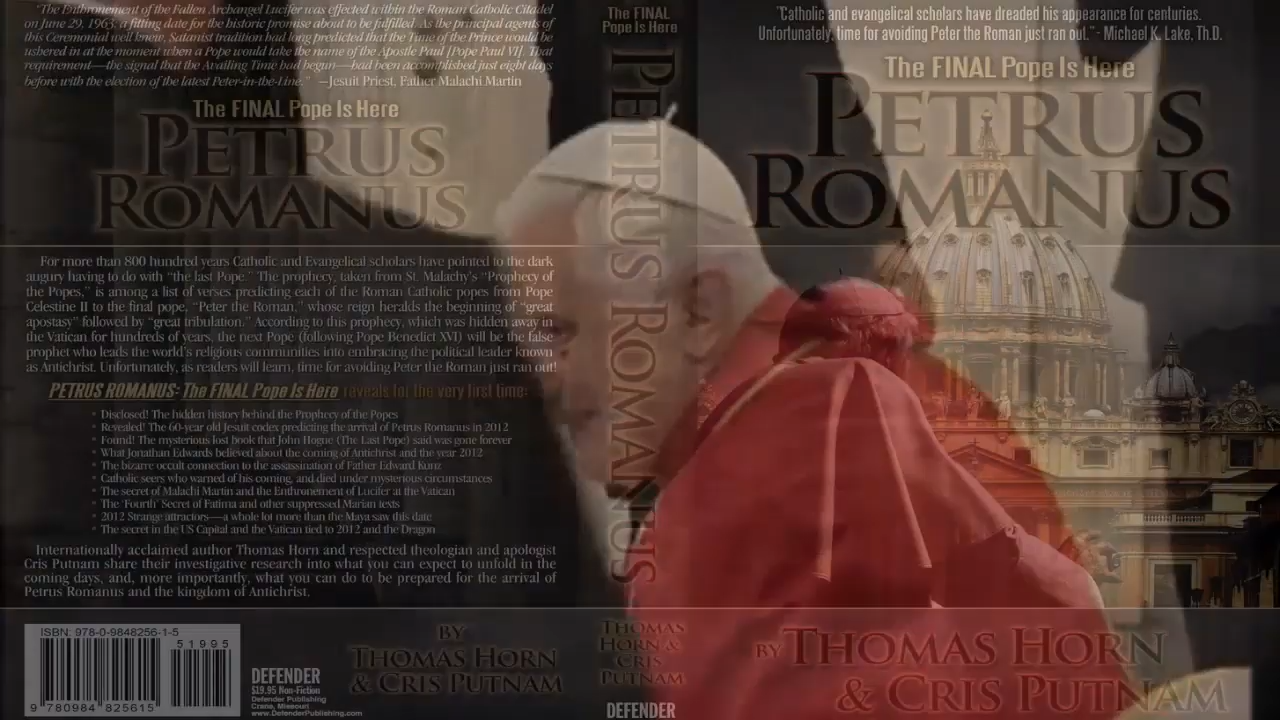 "The Enthronement of the Fallen Archangel Lucifer was effected within the Roman Catholic Citadel
on June 29, 1963, a fitting date for the historic promise about to be fulfilled. As the principal agents of
this Ceremonial well knew, Satanist tradition had long predicted that the Time of the Prince would be
ushered in at the moment when a Pope would take the name of the Apostle Paul [Pope Paul VI]. That
requirement—the signal that the Availing Time had begun—had been accomplished just eight days
before with the election of the latest Peter-in-the-Line." —Jesuit Priest, Father Malachi Martin
The FINAL Pope Is Here
PETRUS
ROMANUS
For more than 800 hundred years Catholic and Evangelical scholars have pointed to the dark
augury having to do with "the last Pope." The prophecy, taken from St. Malachy's "Prophecy of
the Popes," is among a list of verses predicting each of the Roman Catholic popes from Pope
Celestine II to the final pope, "Peter the Roman," whose reign heralds the beginning of "great
apostasy" followed by "great tribulation." According to this prophecy, which was hidden away in
the Vatican for hundreds of years, the next Pope (following Pope Benedict XVI) will be the false
prophet who leads the world's religious communities into embracing the political leader known
as Antichrist. Unfortunately, as readers will learn, time for avoiding Peter the Roman just ran out!
PETRUS ROMANUS: The FINAL Pope Is Here reveals for the very first time:
• Disclosed! The hidden history behind the Prophecy of the Popes
• Revealed! The 60-year old Jesuit codex predicting the arrival of Petrus Romanus in 2012
• Found! The mysterious lost book that John Hogue (The Last Pope) said was gone forever
• What Jonathan Edwards believed about the coming of Antichrist and the year 2012
• The bizarre occult connection to the assassination of Father Edward Kunz
• Catholic seers who warned of his coming, and died under mysterious circumstances
• The secret of Malachi Martin and the Enthronement of Lucifer at the Vatican
• The 'Fourth' Secret of Fatima and other suppressed Marian texts
• 2012 Strange attractors—a whole lot more than the Maya saw this date
• The secret in the US Capital and the Vatican tied to 2012 and the Dragon
Internationally acclaimed author Thomas Horn and respected theologian and apologist
Cris Putnam share their investigative research into what you can expect to unfold in the
coming days, and, more importantly, what you can do to be prepared for the arrival of
Petrus Romanus and the kingdom of Antichrist.
ISBN: 978-0-9848256-1-5
51995
9 780984 825615
DEFENDER
$19.95 Non-Fiction
Defender Publishing
Crane, Missouri
www.DefenderPublishing.com
BY
THOMAS HORN
& CRIS PUTNAM
The FINAL
Pope Is Here
PETRUS ROMANUS
THOMAS
HORN &
CRIS
PUTNAM
DEFENDER
"Catholic and evangelical scholars have dreaded his appearance for centuries.
Unfortunately, time for avoiding Peter the Roman just ran out." - Michael K. Lake, Th.D.
The FINAL Pope Is Here
PETRUS
ROMANUS
BY THOMAS HORN
& CRIS PUTNAM